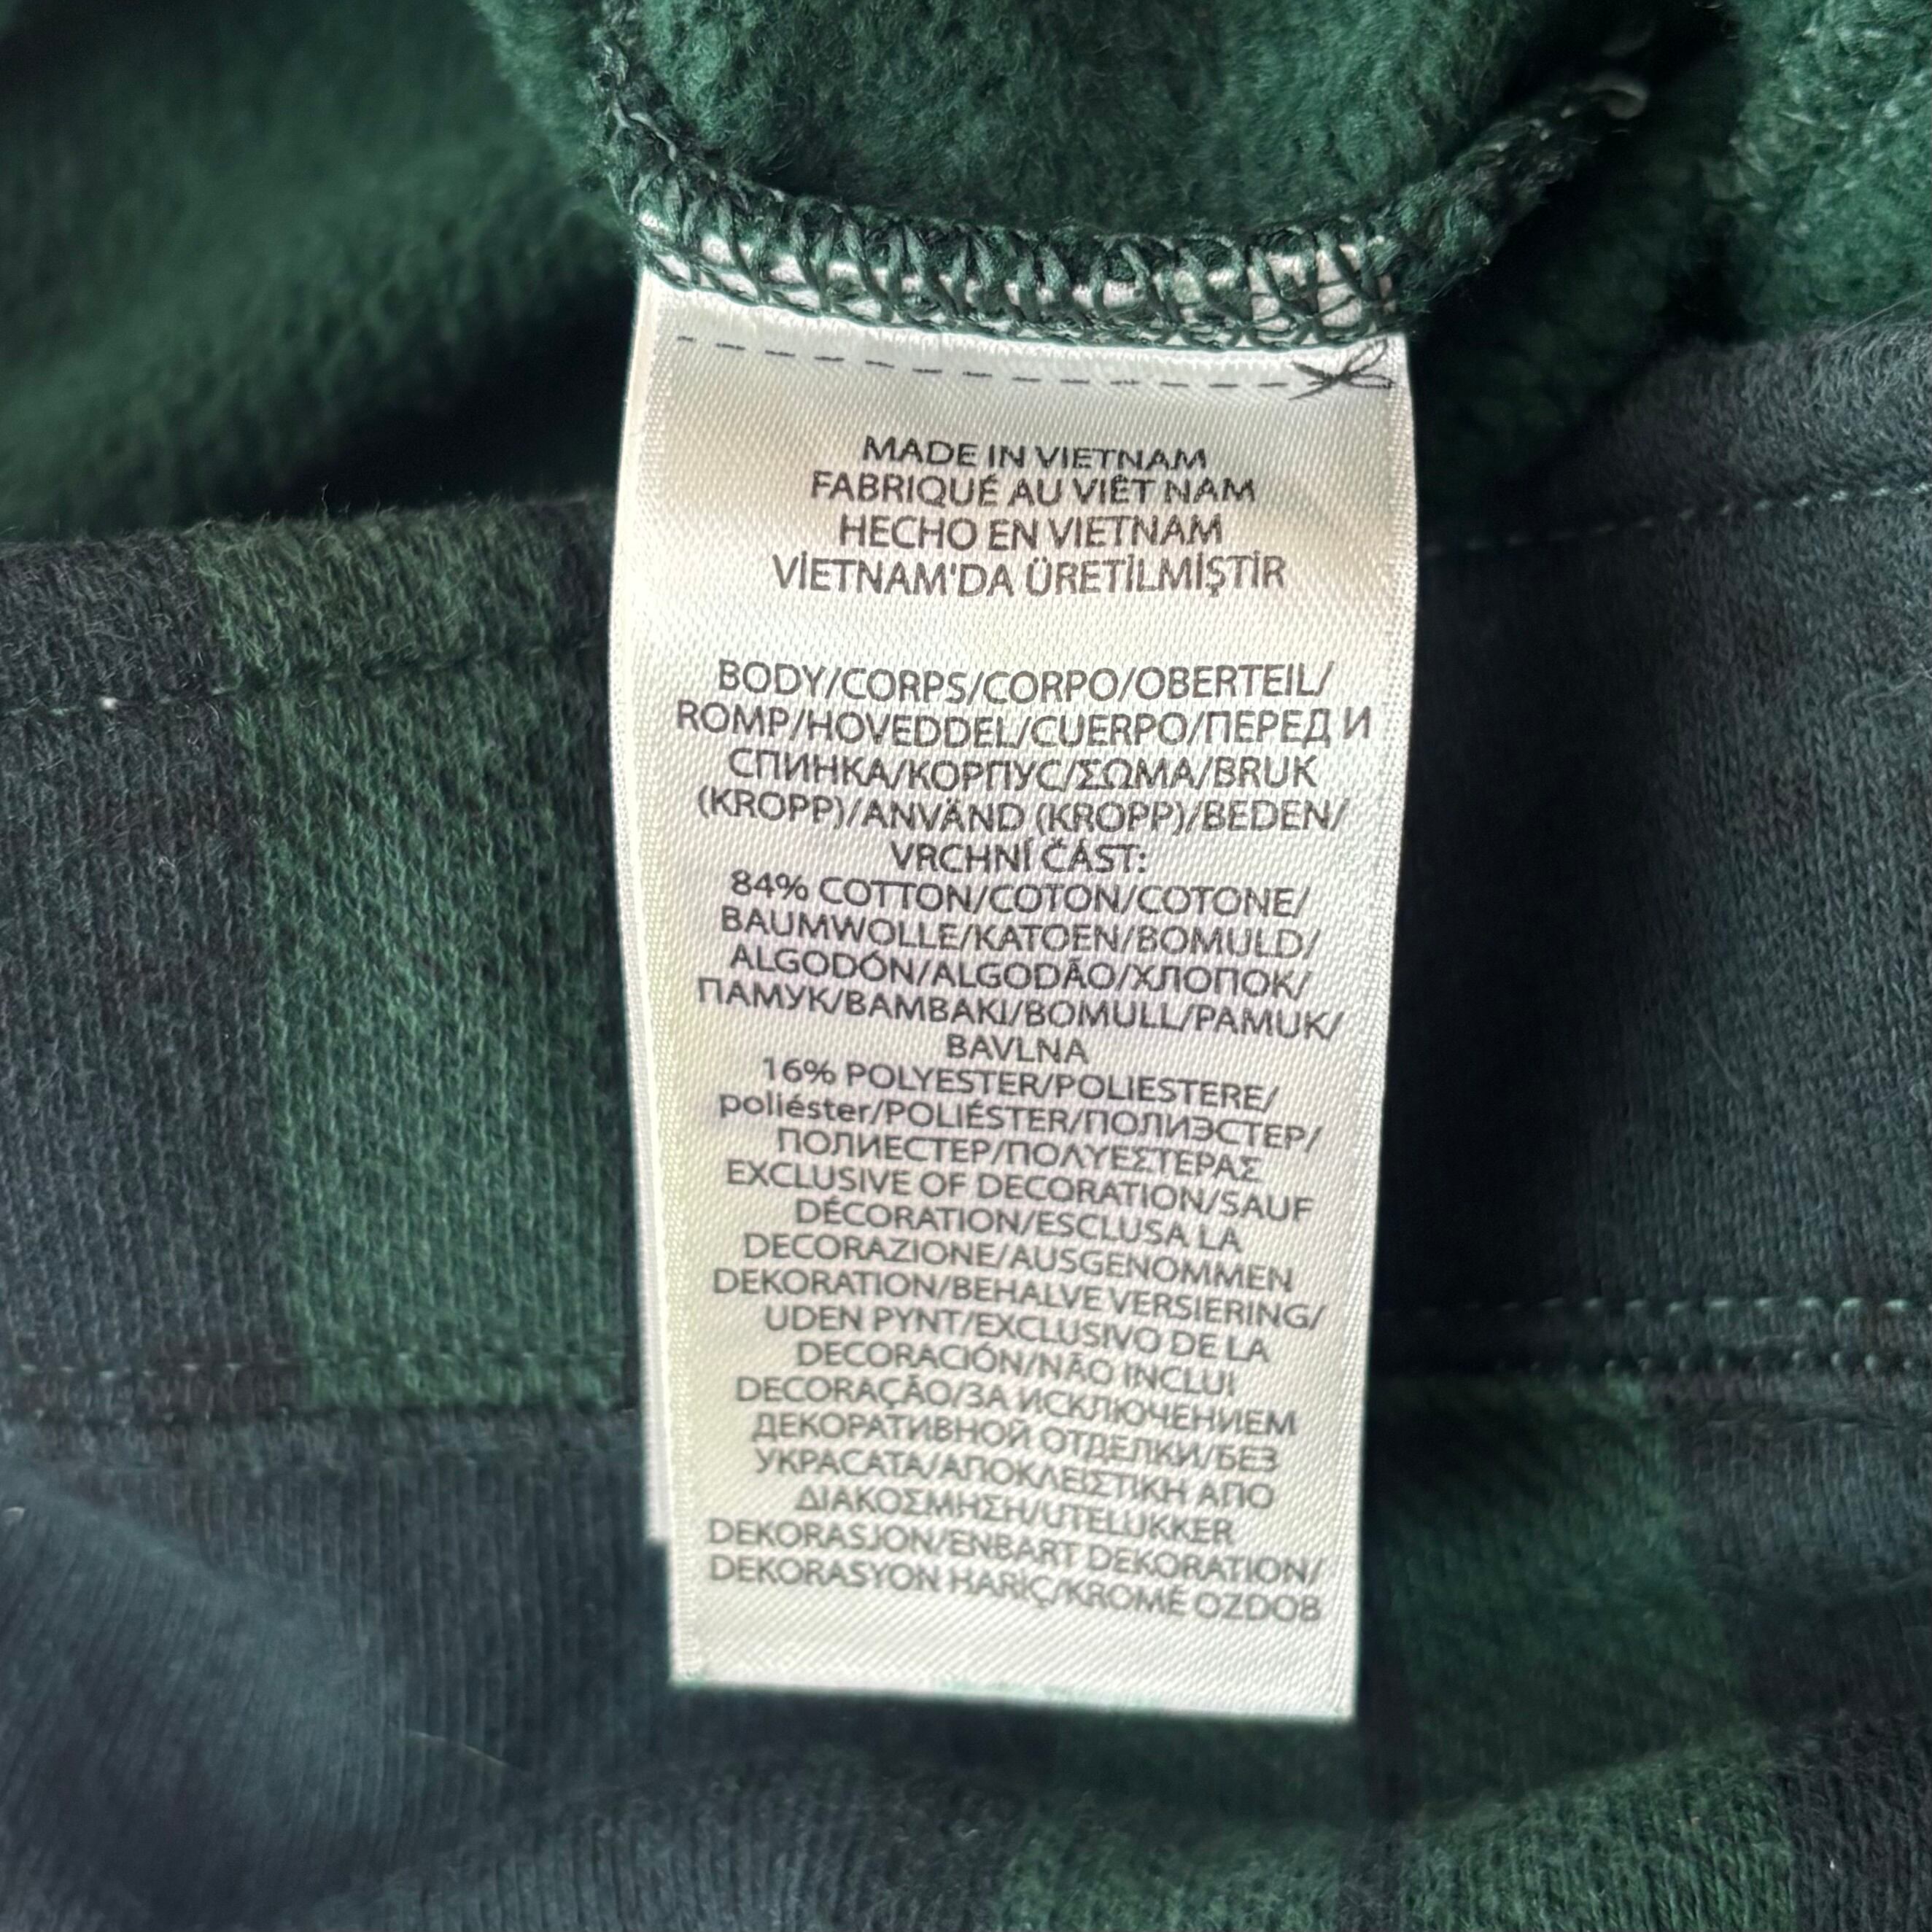 MADE IN VIETNAM
FABRIQUÉ AU VIÊT NAM
HECHO EN VIETNAM
VİETNAM'DA ÜRETİLMİŞTİR
BODY/CORPS/CORPO/OBERTEIL/
ROMP/HOVEDDEL/CUERPO/ПЕРЕД И
СПИНКА/КОРПУС/ΣΩΜΑ/BRUK
(KROPP)/ANVÄND (KROPP)/BEDEN/
VRCHNÍ ČÁST:
84% COTTON/COTON/COTONE/
BAUMWOLLE/KATOEN/BOMULD/
ALGODÓN/ALGODÃO/ХЛОПОК/
ПАМУК/ΒΑΜΒΑΚΙ/BOMULL/PAMUK/
BAVLNA
16% POLYESTER/POLIESTERE/
poliéster/POLIÉSTER/ПОЛИЭСТЕР/
ПОЛИЕСТЕР/ΠΟΛΥΕΣΤΕΡΑΣ
EXCLUSIVE OF DECORATION/SAUF
DÉCORATION/ESCLUSA LA
DECORAZIONE/AUSGENOMMEN
DEKORATION/BEHALVE VERSIERING/
UDEN PYNT/EXCLUSIVO DE LA
DECORACIÓN/NÃO INCLUI
DECORAÇÃO/ЗА ИСКЛЮЧЕНИЕМ
ДЕКОРАТИВНОЙ ОТДЕЛКИ/БЕЗ
УКРАСАТА/ΑΠΟΚΛΕΙΣΤΙΚΗ ΑΠΟ
ΔΙΑΚΟΣΜΗΣΗ/UTELUKKER
DEKORASJON/ENBART DEKORATION/
DEKORASYON HARİÇ/KROMĚ OZDOB